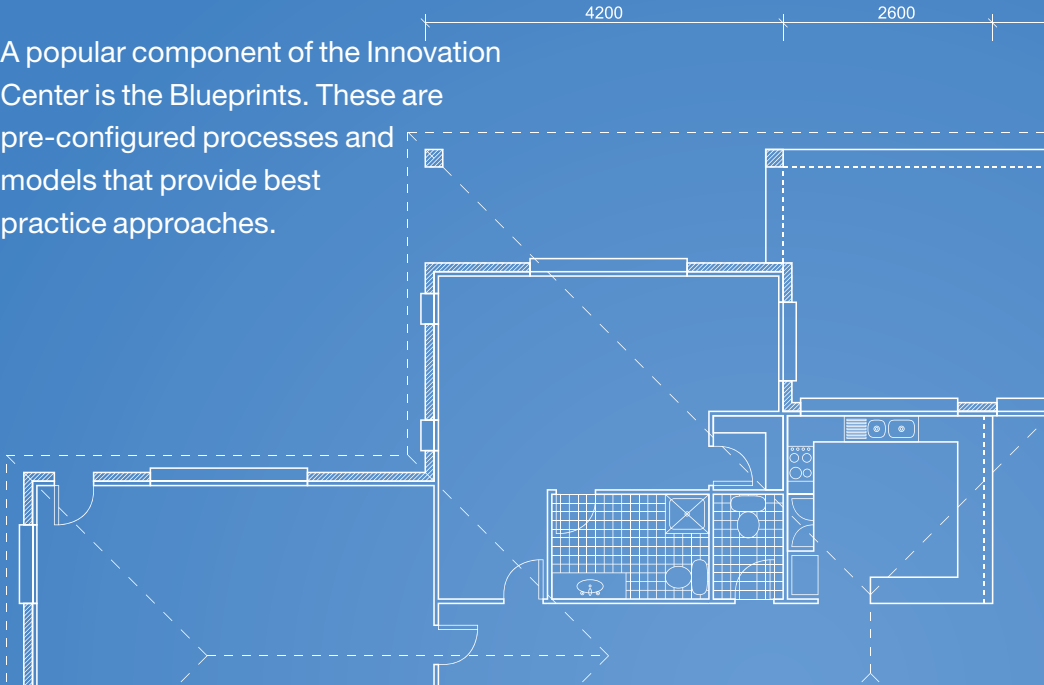 4200 2600
A popular component of the Innovation
Center is the Blueprints. These are
pre-configured processes and
models that provide best
practice approaches.